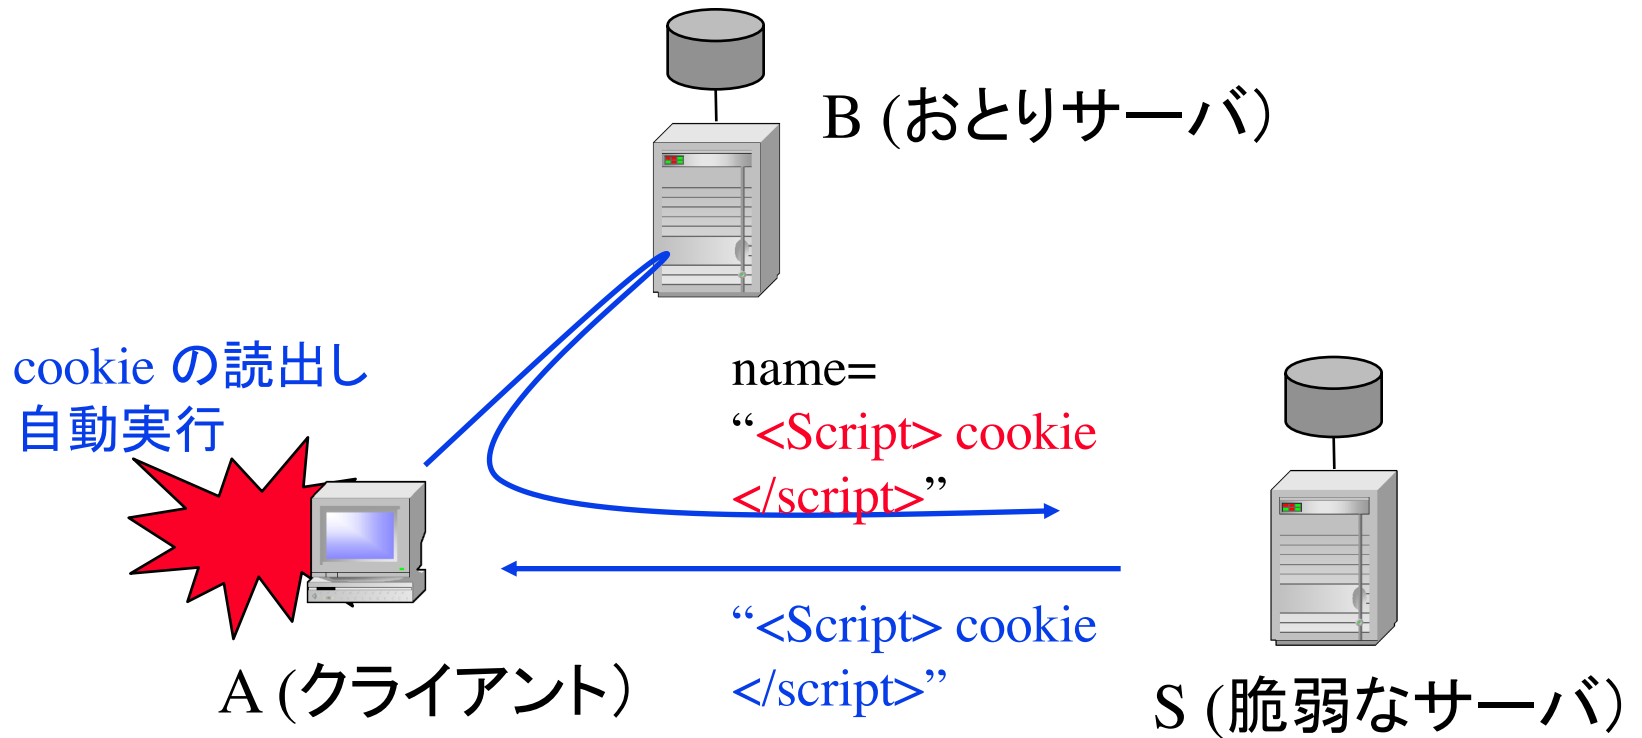 B (おとりサーバ)
cookie の読出し
自動実行
name=
“<Script> cookie
</script>”
“<Script> cookie
</script>”
A (クライアント)
S (脆弱なサーバ)